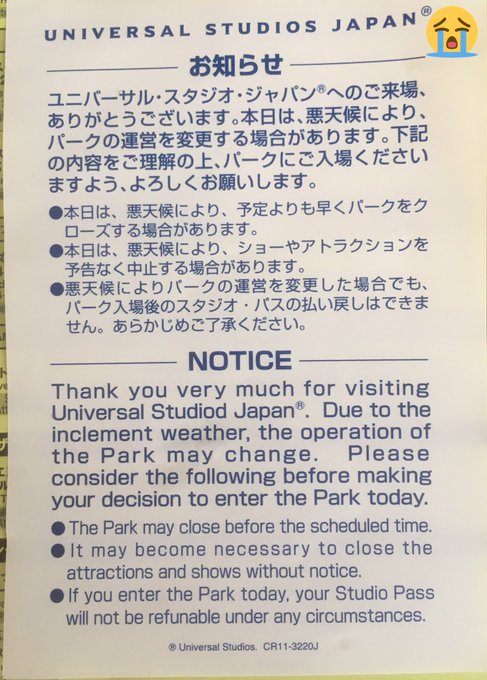 UNIVERSAL STUDIOS JAPAN®
お知らせ
ユニバーサル・スタジオ・ジャパン®へのご来場、
ありがとうございます。本日は、悪天候により、
パークの運営を変更する場合があります。下記
の内容をご理解の上、パークにご入場ください
ますよう、よろしくお願いします。
●本日は、悪天候により、予定よりも早くパークをク
ローズする場合があります。
●本日は、悪天候により、ショーやアトラクションを
予告なく中止する場合があります。
●悪天候によりパークの運営を変更した場合でも、
パーク入場後のスタジオ・パスの払い戻しはできま
せん。あらかじめご了承ください。
NOTICE
Thank you very much for visiting
Universal Studiod Japan®. Due to the
inclement weather, the operation of
the Park may change. Please
consider the following before making
your decision to enter the Park today.
● The Park may close before the scheduled time.
● It may become necessary to close the
attractions and shows without notice.
● If you enter the Park today, your Studio Pass
will not be refunable under any circumstances.
® Universal Studios. CR11-3220J